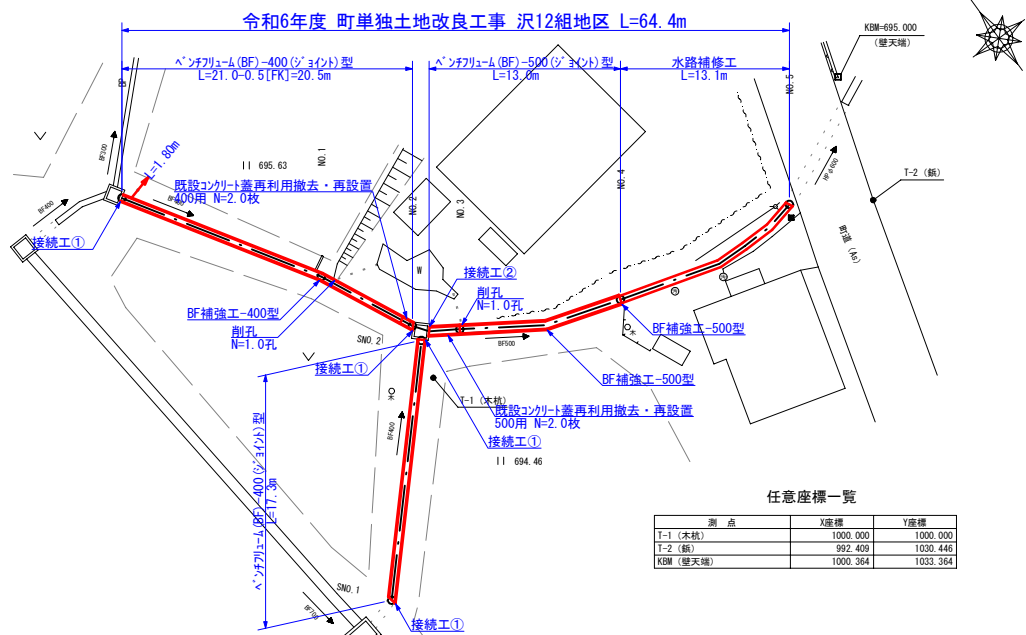 令和6年度 町単独土地改良工事 沢12組地区 L=64.4m
KBM=695.000
(壁天端)
ベンチフリューム(BF)-400(ジョイント)型
L=21.0-0.5[FK]=20.5m
ベンチフリューム(BF)-500(ジョイント)型
L=13.0m
水路補修工
L=13.1m
BP
NO.5
BF300
L=1.80m
II 695.63
NO.1
既設コンクリート蓋再利用撤去・再設置
400用 N=2.0枚
NO.2
NO.3
NO.4
HPφ600
T-2 (鋲)
BF400
接続工①
町道 (As)
W
接続工②
削孔
N=1.0孔
BF補強工-400型
削孔
N=1.0孔
SNO.2
BF500
BF補強工-500型
接続工①
BF補強工-500型
木
木
T-1 (木杭)
既設コンクリート蓋再利用撤去・再設置
500用 N=2.0枚
BF400
接続工①
II 694.46
ベンチフリューム(BF)-400(ジョイント)型
L=17.3m
SNO.1
BF700
接続工①
任意座標一覧
測 点 X座標 Y座標
T-1 (木杭) 1000.000 1000.000
T-2 (鋲) 992.409 1030.446
KBM (壁天端) 1000.364 1033.364